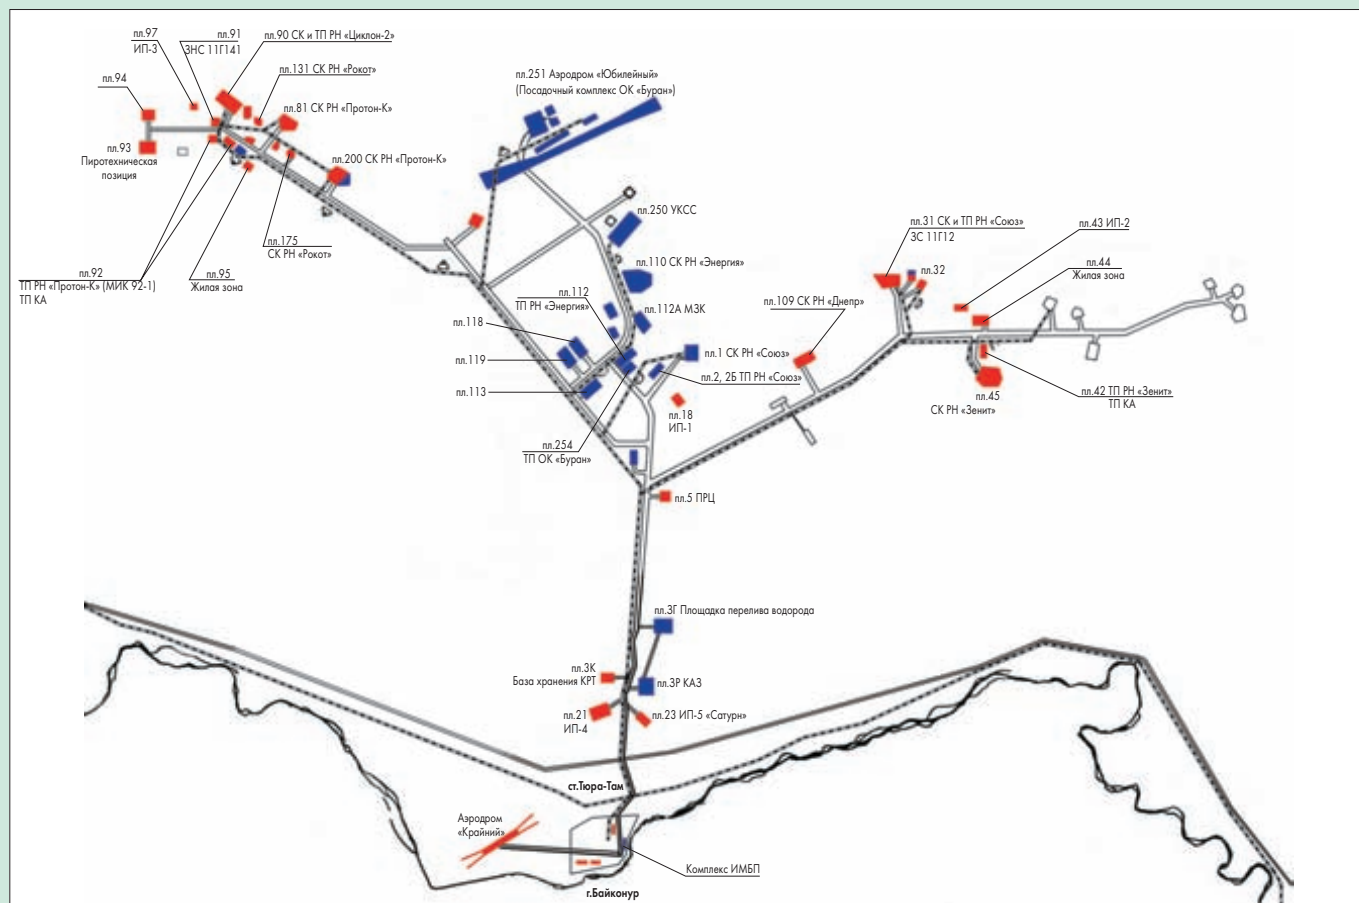 пл.97
ИП-3
пл.91
ЗНС 11Г141
пл.90 СК и ТП РН «Циклон-2»
пл.131 СК РН «Рокот»
пл.94
пл.81 СК РН «Протон-К»
пл.93
Пиротехническая
позиция
пл.200 СК РН «Протон-К»
пл.175
СК РН «Рокот»
пл.92
ТП РН «Протон-К» (МИК 92-1)
ТП КА
пл.95
Жилая зона
пл.251 Аэродром «Юбилейный»
(Посадочный комплекс ОК «Буран»)
пл.250 УКСС
пл.110 СК РН «Энергия»
пл.112
ТП РН «Энергия»
пл.112А МЗК
пл.118
пл.119
пл.113
пл.1 СК РН «Союз»
пл.2, 2Б ТП РН «Союз»
пл.18
ИП-1
пл.254
ТП ОК «Буран»
пл.109 СК РН «Днепр»
пл.31 СК и ТП РН «Союз»
ЗС 11Г12
пл.32
пл.43 ИП-2
пл.44
Жилая зона
пл.45
СК РН «Зенит»
пл.42 ТП РН «Зенит»
ТП КА
пл.5 ПРЦ
пл.3Г Площадка перелива водорода
пл.3К
База хранения КРТ
пл.3Р КАЗ
пл.21
ИП-4
пл.23 ИП-5 «Сатурн»
ст.Тюра-Там
Аэродром
«Крайний»
Комплекс ИМБП
г.Байконур